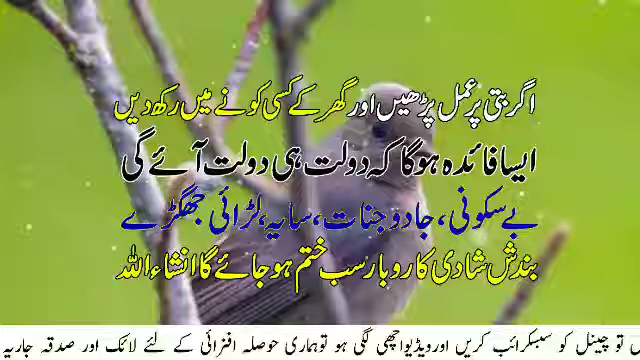 اگر بتی پر عمل پڑھیں اور گھر کے کسی کونے میں رکھ دیں
ایسا فائدہ ہوگا کہ دولت ہی دولت آئے گی
بے سکونی، جادو جنات، سایہ، لڑائی جھگڑے
بندش شادی کاروبار سب ختم ہو جائے گا انشاءاللہ
تو چینل کو سبسکرائب کریں اور ویڈیو اچھی لگی ہو تو ہماری حوصلہ افزائی کے لئے لائک اور صدقہ جاریہ